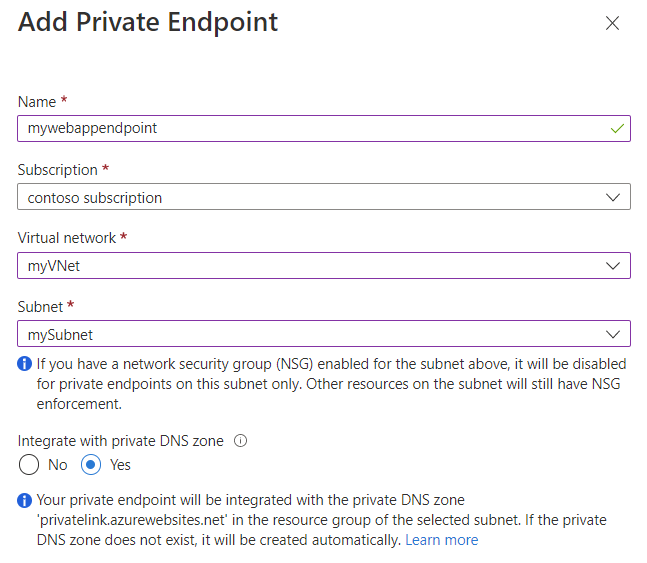 Add Private Endpoint
Name *
mywebappendpoint
Subscription *
contoso subscription
Virtual network *
myVNet
Subnet *
mySubnet
If you have a network security group (NSG) enabled for the subnet above, it will be disabled
for private endpoints on this subnet only. Other resources on the subnet will still have NSG
enforcement.
Integrate with private DNS zone
No Yes
Your private endpoint will be integrated with the private DNS zone
'privatelink.azurewebsites.net' in the resource group of the selected subnet. If the private
DNS zone does not exist, it will be created automatically. Learn more